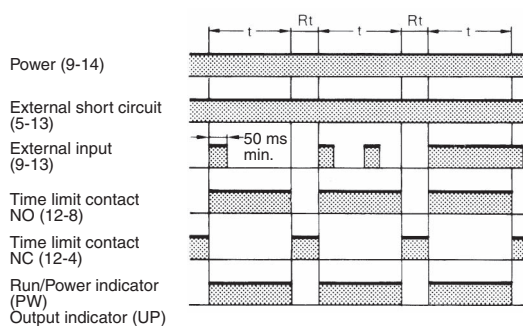 t Rt t Rt t
Power (9-14)
External short circuit
(5-13)
External input
(9-13)
50 ms
min.
Time limit contact
NO (12-8)
Time limit contact
NC (12-4)
Run/Power indicator
(PW)
Output indicator (UP)